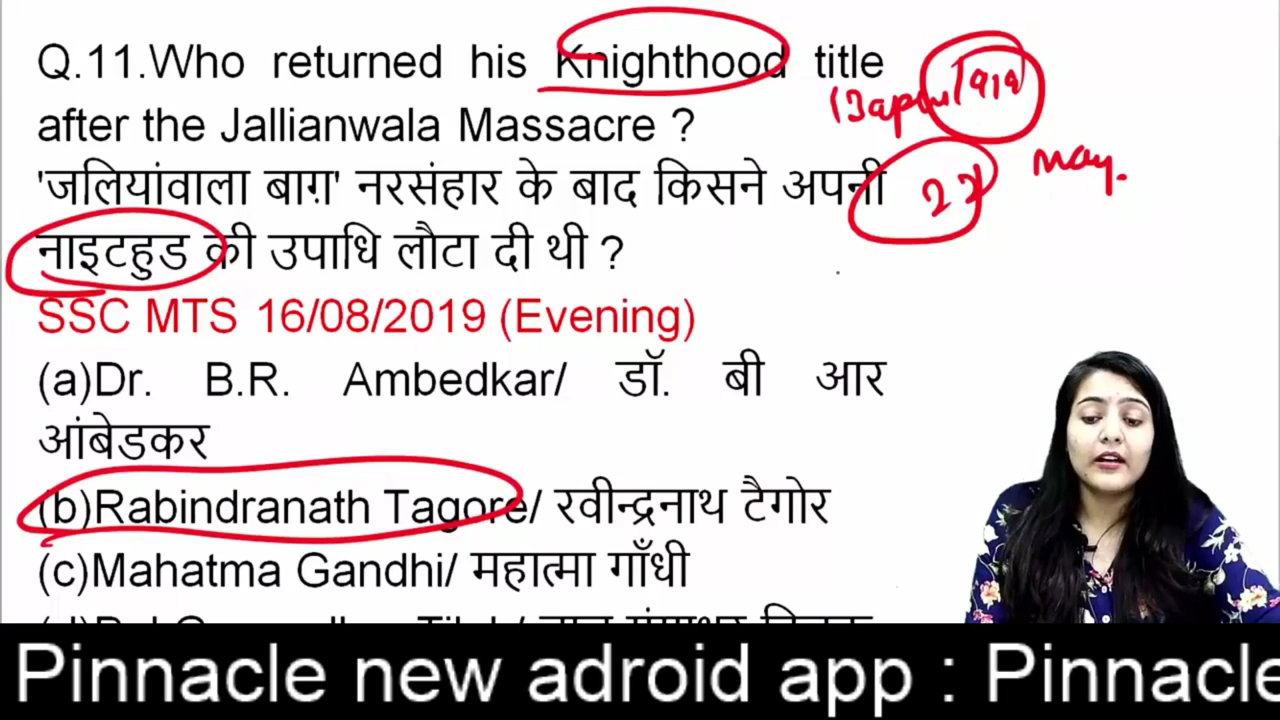 Q.11.Who returned his Knighthood title
after the Jallianwala Massacre ?
'जलियांवाला बाग़' नरसंहार के बाद किसने अपनी
नाइटहुड की उपाधि लौटा दी थी ?
SSC MTS 16/08/2019 (Evening)
(a)Dr. B.R. Ambedkar/ डॉ. बी आर
आंबेडकर
(b)Rabindranath Tagore/ रवीन्द्रनाथ टैगोर
(c)Mahatma Gandhi/ महात्मा गाँधी
1919
May.
Pinnacle new adroid app : Pinnacle